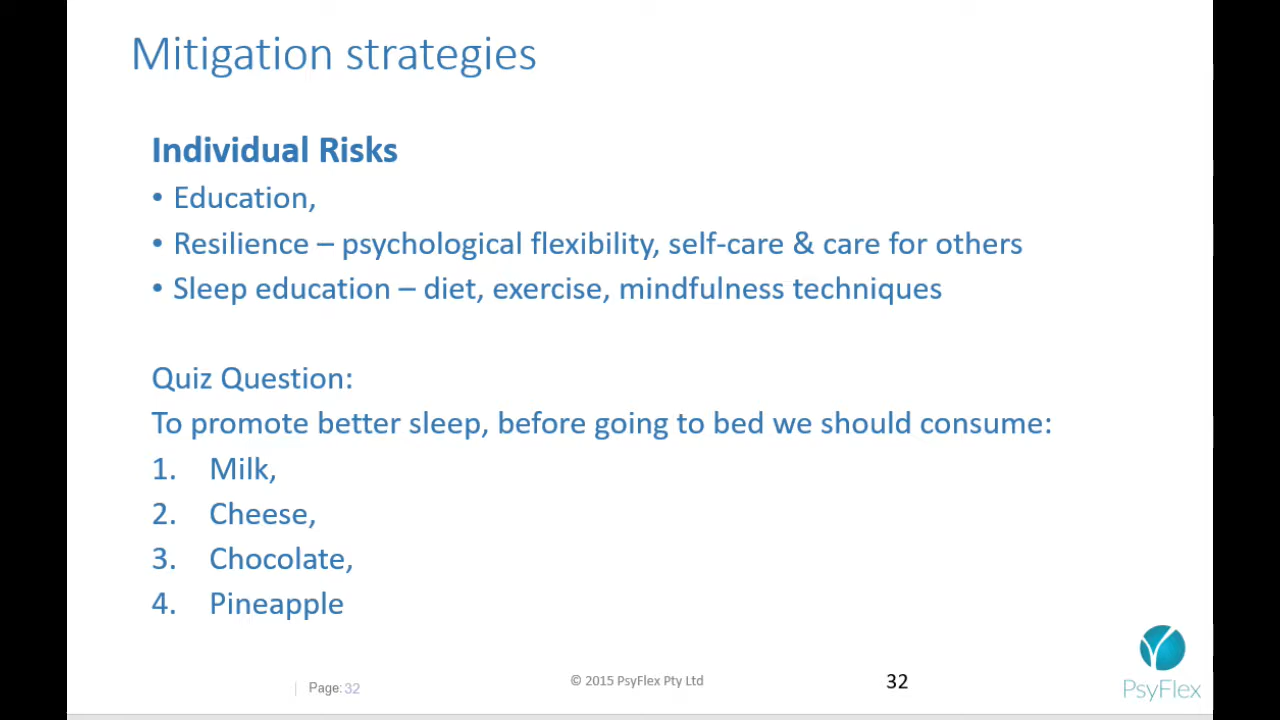 Mitigation strategies
Individual Risks
• Education,
• Resilience – psychological flexibility, self-care & care for others
• Sleep education – diet, exercise, mindfulness techniques
Quiz Question:
To promote better sleep, before going to bed we should consume:
1. Milk,
2. Cheese,
3. Chocolate,
4. Pineapple
Page: 32
© 2015 PsyFlex Pty Ltd
32
PsyFlex